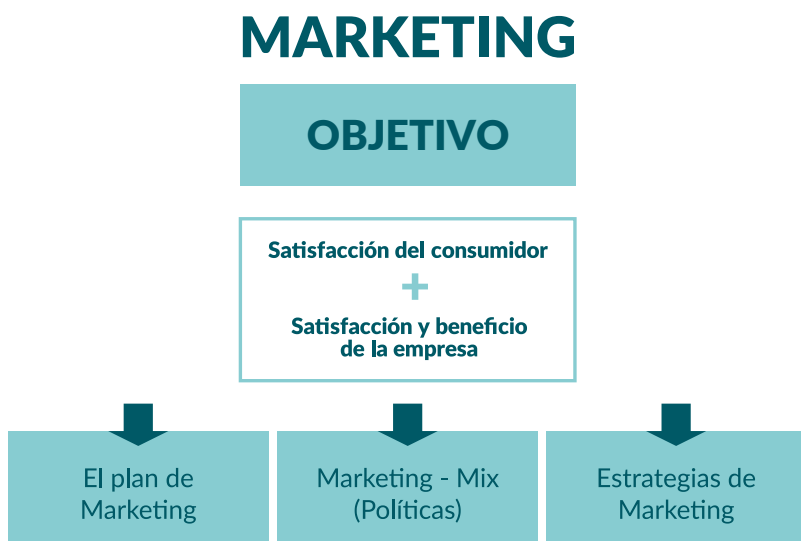 MARKETING
OBJETIVO
Satisfacción del consumidor
+
Satisfacción y beneficio
de la empresa
El plan de
Marketing
Marketing - Mix
(Políticas)
Estrategias de
Marketing